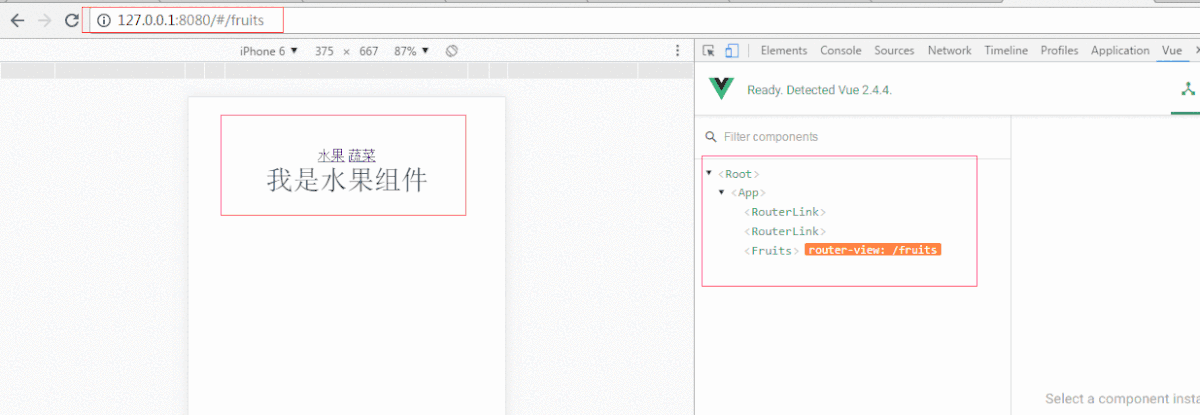 127.0.0.1:8080/#/fruits
iPhone 6 ▼ 375 × 667 87% ▼
Elements Console Sources Network Timeline Profiles Application Vue
Ready. Detected Vue 2.4.4.
Filter components
水果 蔬菜
我是水果组件
▼ <Root>
▼ <App>
<RouterLink>
<RouterLink>
<Fruits> router-view: /fruits
Select a component insta